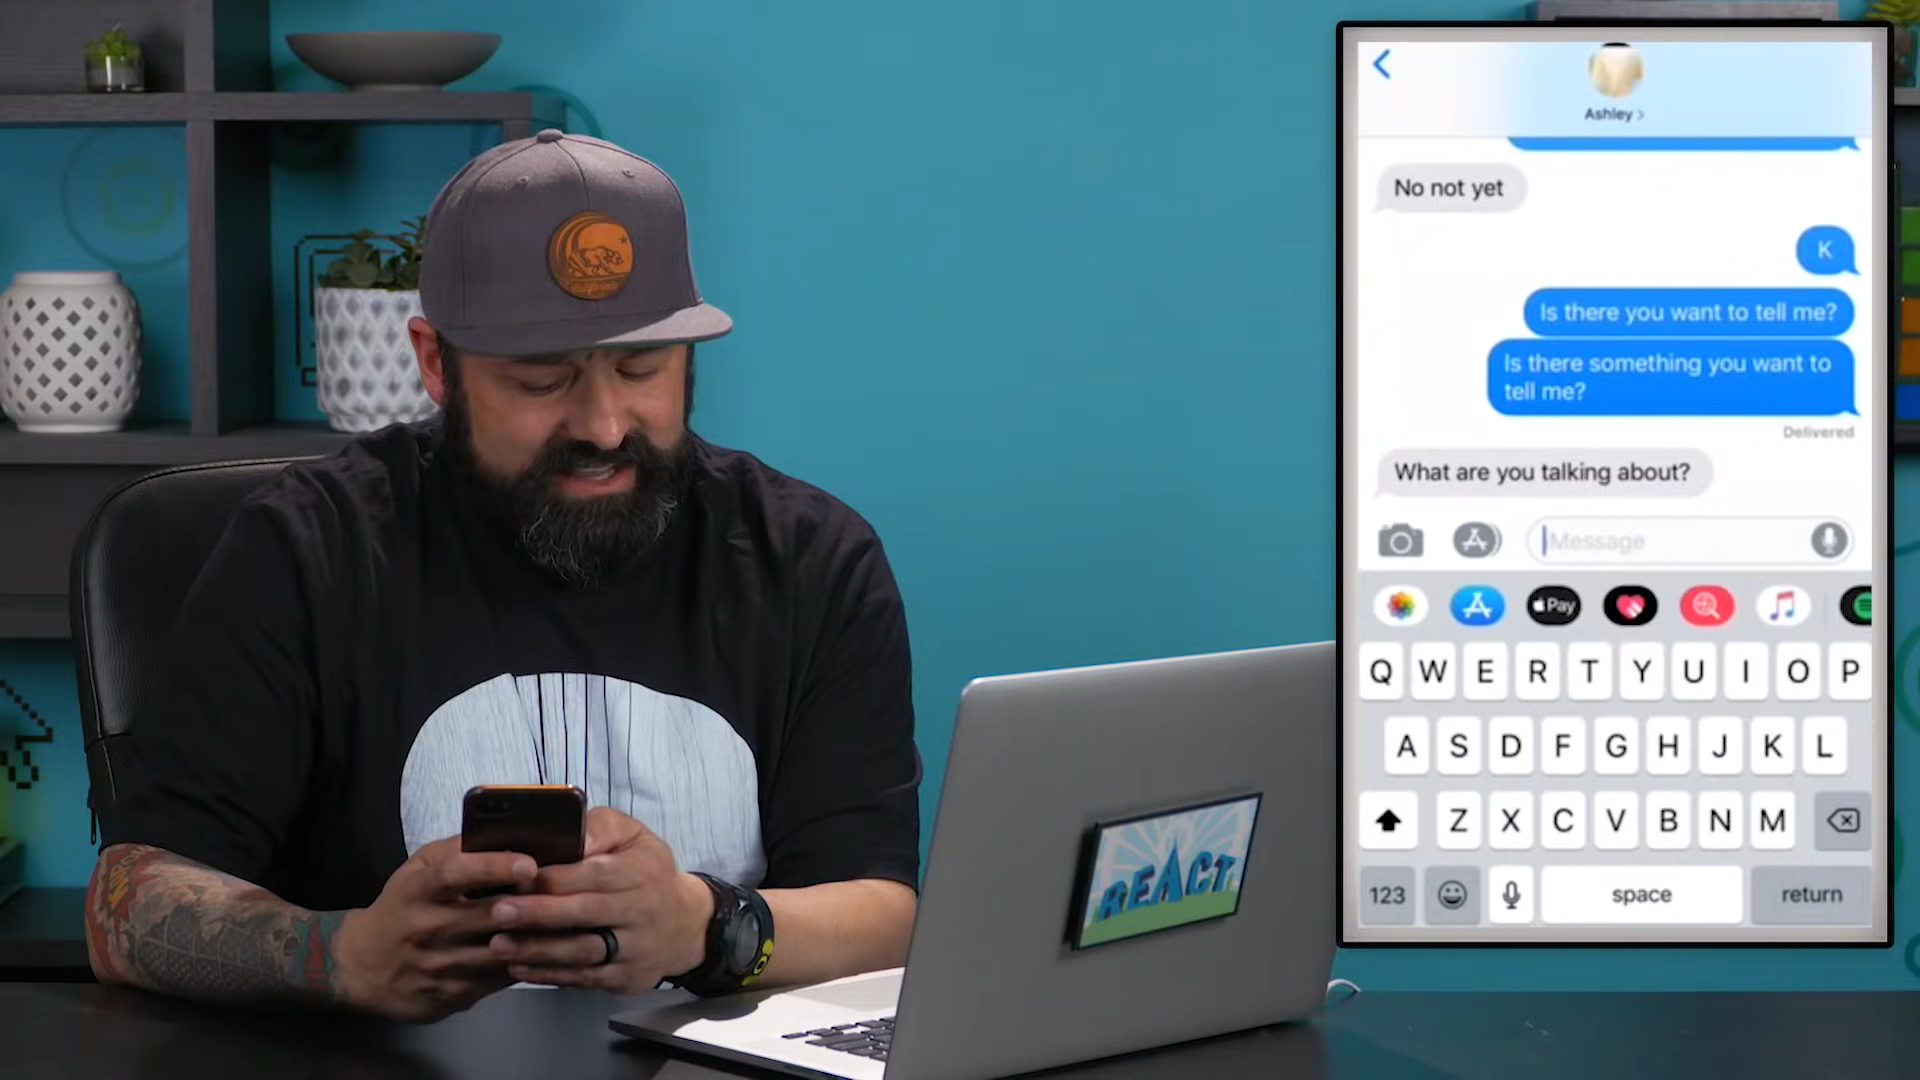 Ashley >
No not yet
K
Is there you want to tell me?
Is there something you want to
tell me?
Delivered
What are you talking about?
Message
Pay
Q W E R T Y U I O P
A S D F G H J K L
Z X C V B N M
123 space return
California
REACT